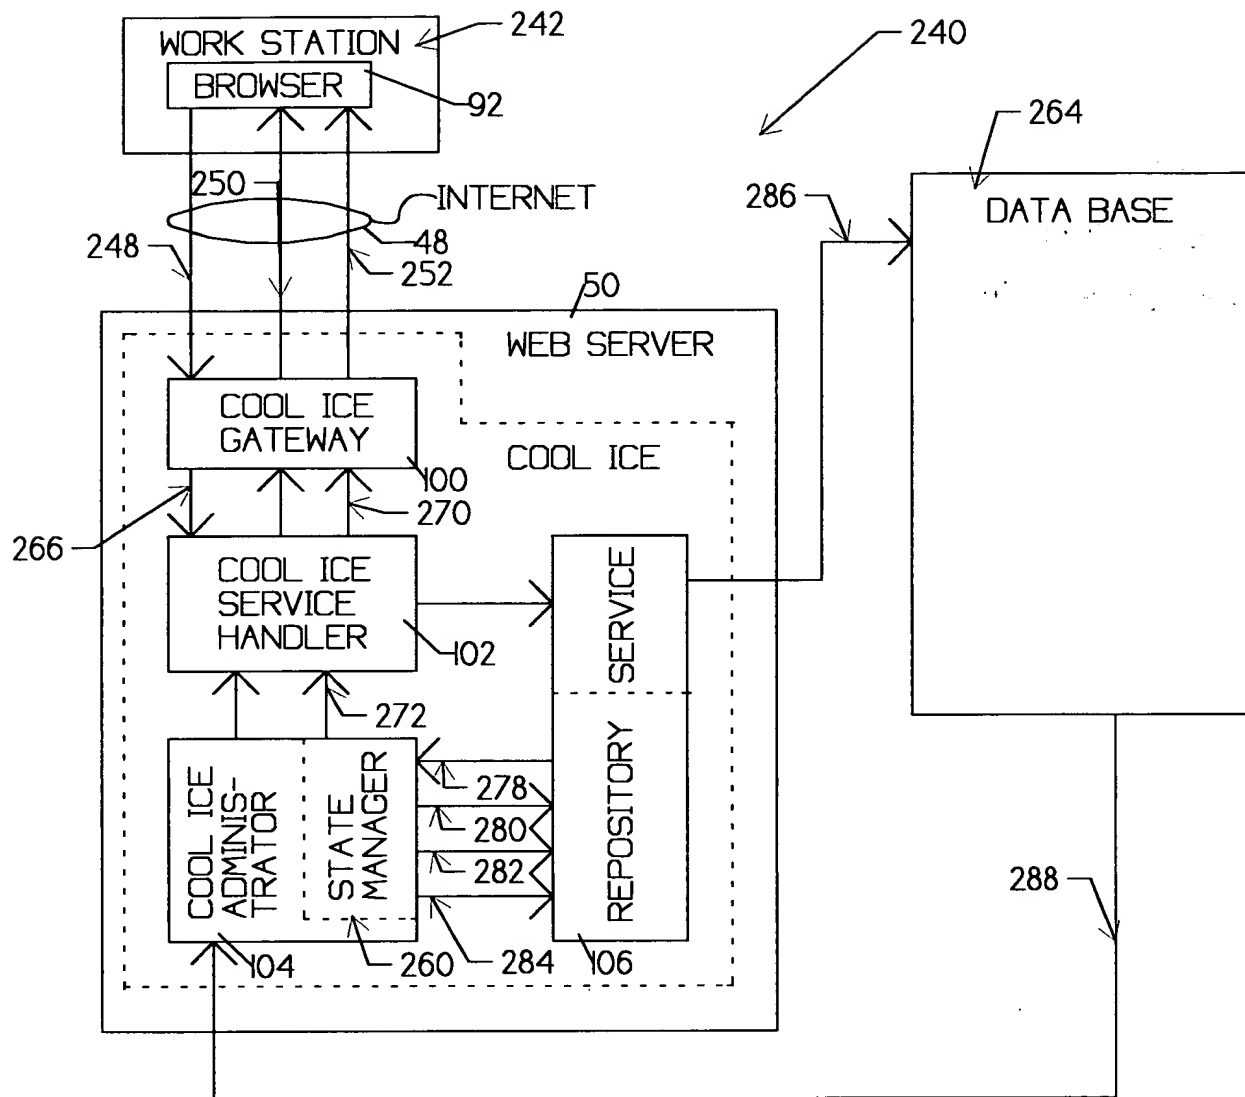 242
WORK STATION
BROWSER
92
240
264
DATA BASE
286
250
INTERNET
48
248
252
50
WEB SERVER
COOL ICE
GATEWAY
100
COOL ICE
266
270
COOL ICE
SERVICE
HANDLER
102
SERVICE
272
COOL ICE
ADMINIS-
TRATOR
STATE
MANAGER
278
280
282
REPOSITORY
288
104
260
284
106